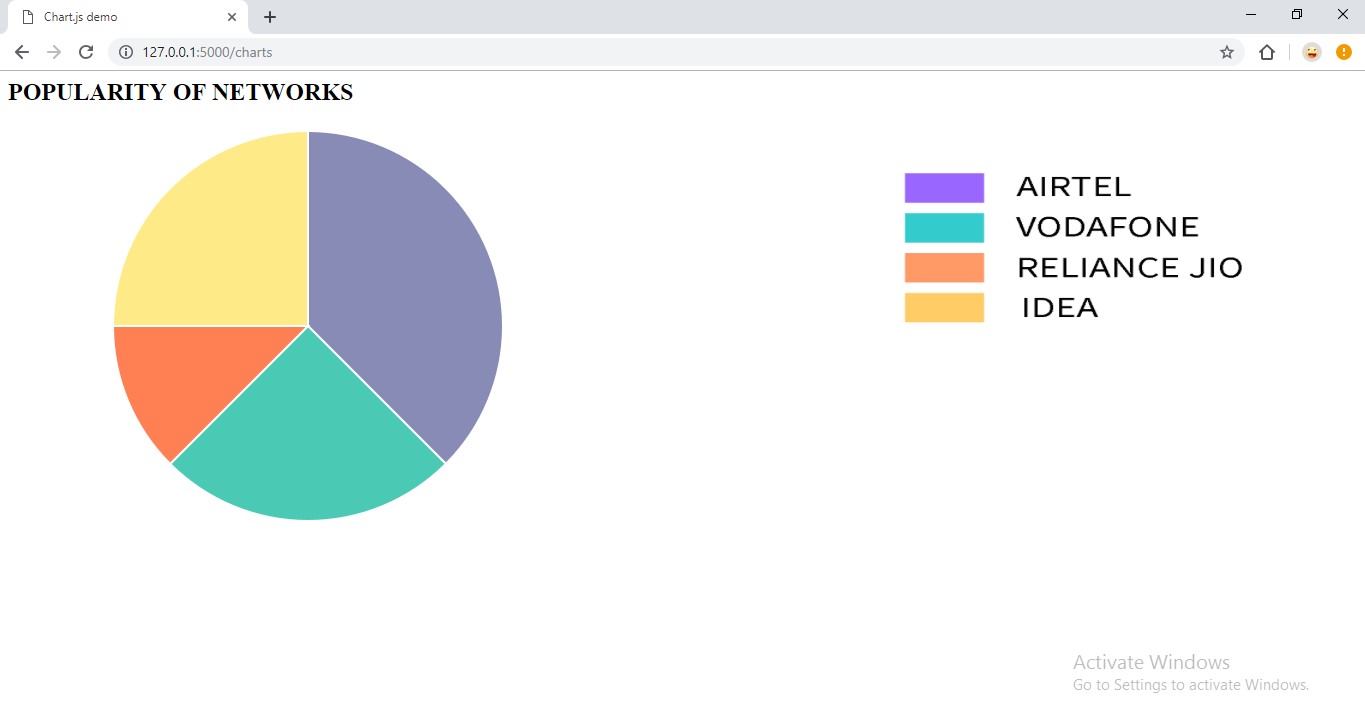 Chart.js demo
127.0.0.1:5000/charts
POPULARITY OF NETWORKS
AIRTEL
VODAFONE
RELIANCE JIO
IDEA
Activate Windows
Go to Settings to activate Windows.